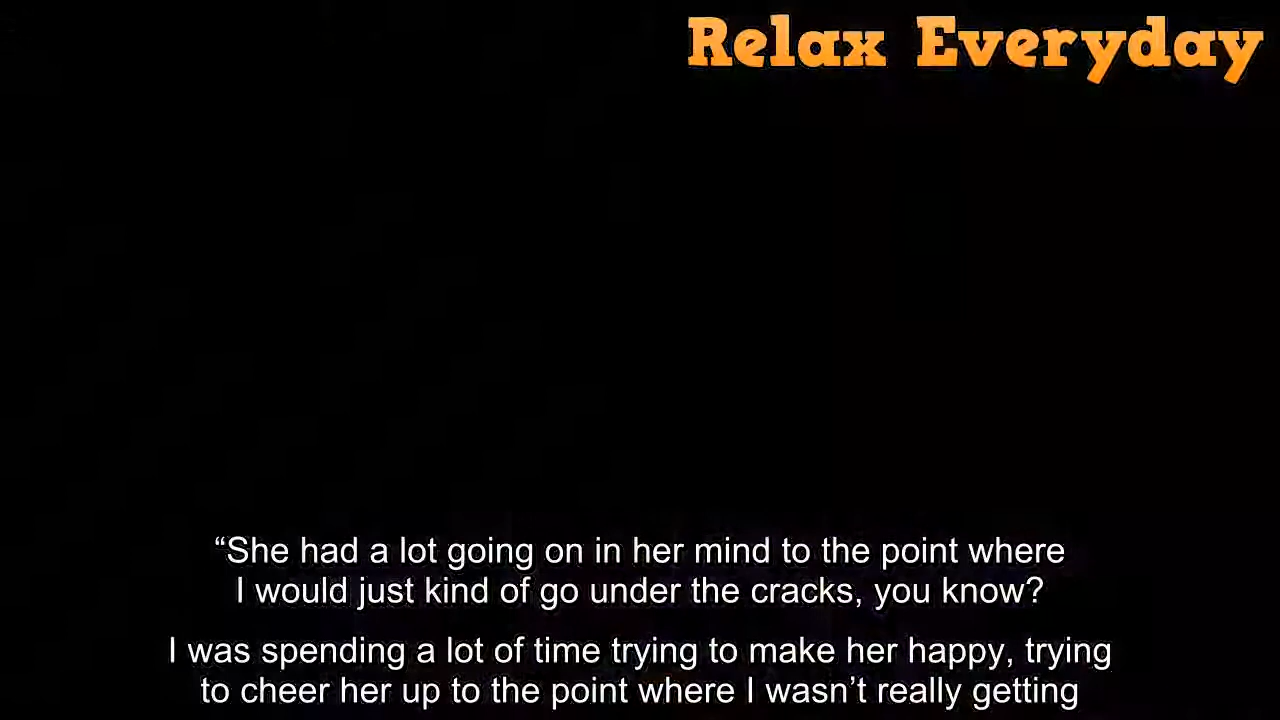 Relax Everyday
“She had a lot going on in her mind to the point where
I would just kind of go under the cracks, you know?
I was spending a lot of time trying to make her happy, trying
to cheer her up to the point where I wasn’t really getting